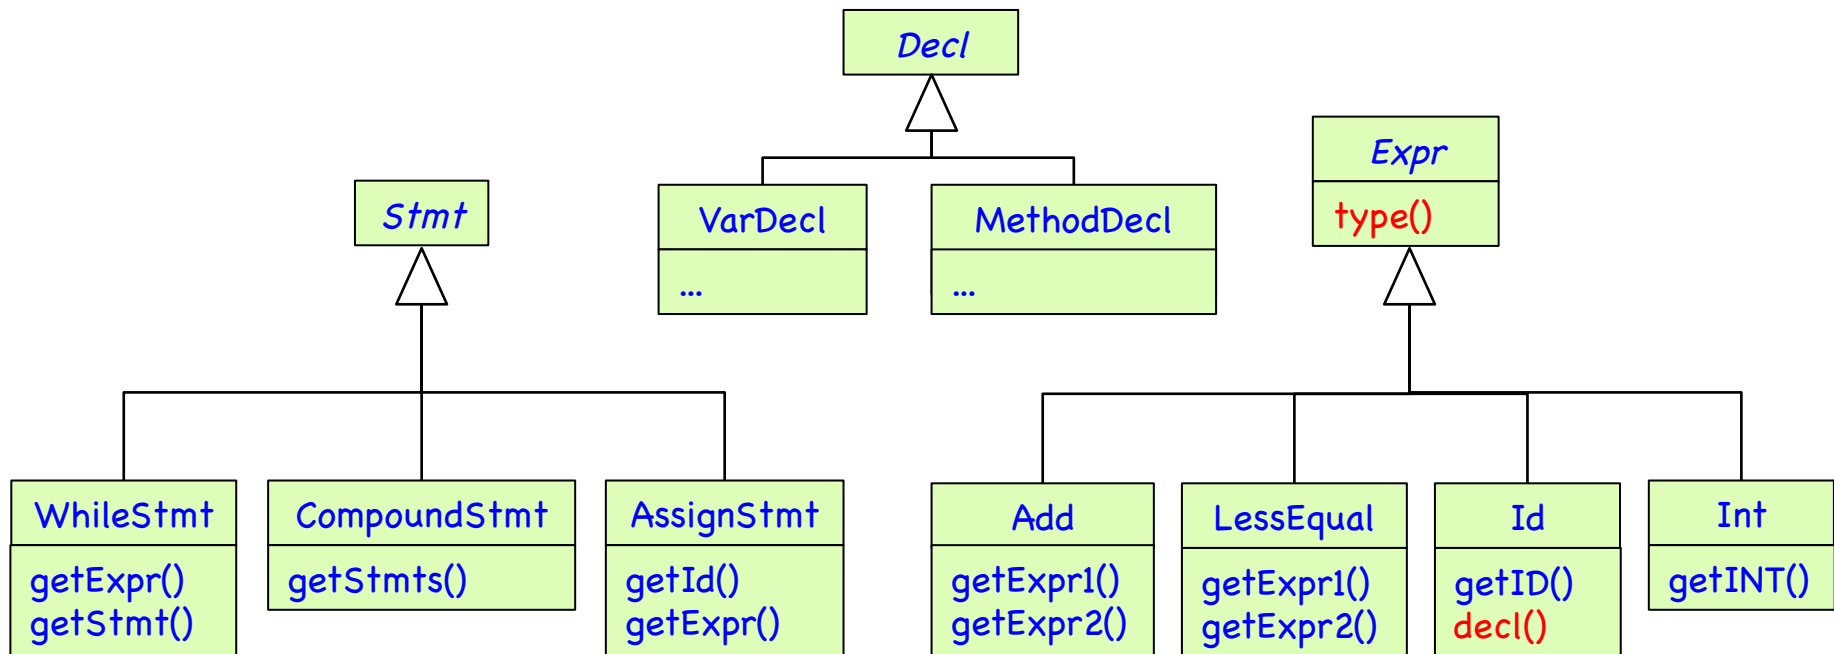 Decl
Expr
type()
Stmt
VarDecl
...
MethodDecl
...
WhileStmt
getExpr()
getStmt()
CompoundStmt
getStmts()
AssignStmt
getId()
getExpr()
Add
getExpr1()
getExpr2()
LessEqual
getExpr1()
getExpr2()
Id
getID()
decl()
Int
getINT()